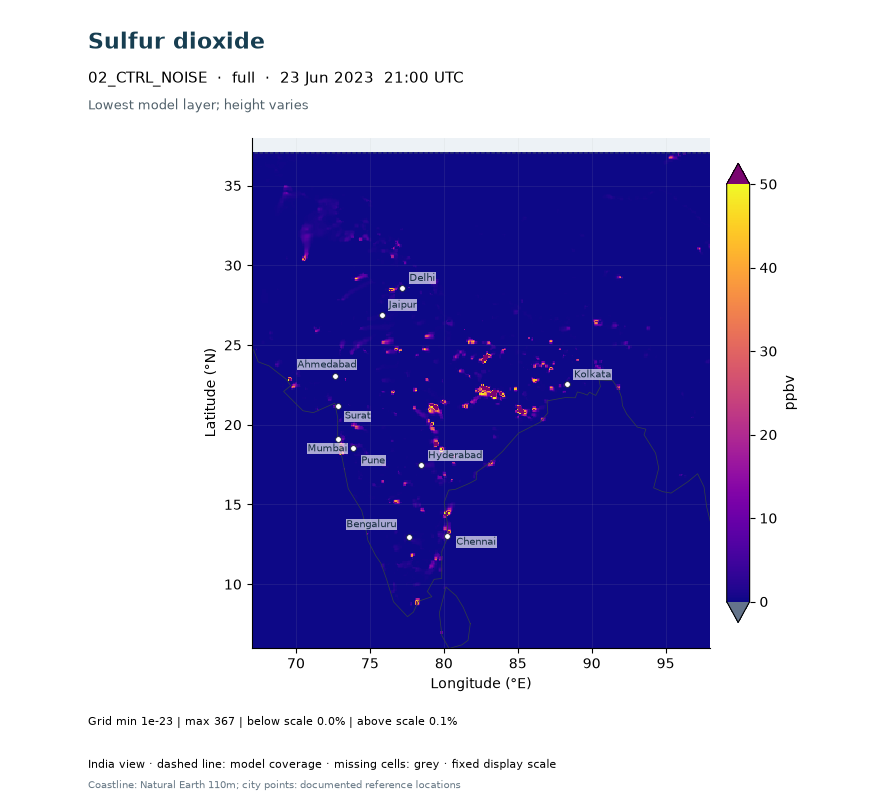 Sulfur dioxide
02_CTRL_NOISE · full · 23 Jun 2023 21:00 UTC
Lowest model layer; height varies
35
30
25
20
15
10
Latitude (°N)
70
75
80
85
90
95
Longitude (°E)
Delhi
Jaipur
Ahmedabad
Kolkata
Surat
Mumbai
Pune
Hyderabad
Bengaluru
Chennai
50
40
30
20
10
0
ppbv
Grid min 1e-23 | max 367 | below scale 0.0% | above scale 0.1%
India view · dashed line: model coverage · missing cells: grey · fixed display scale
Coastline: Natural Earth 110m; city points: documented reference locations